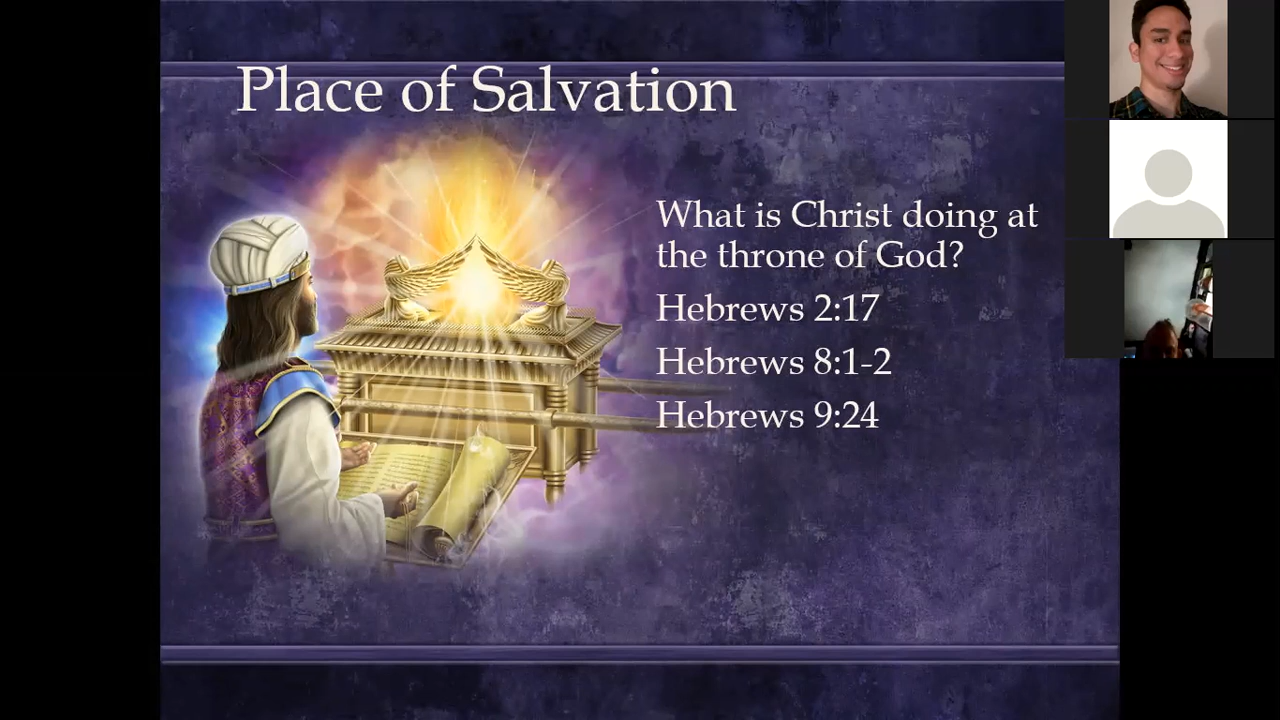 Place of Salvation
What is Christ doing at
the throne of God?
Hebrews 2:17
Hebrews 8:1-2
Hebrews 9:24